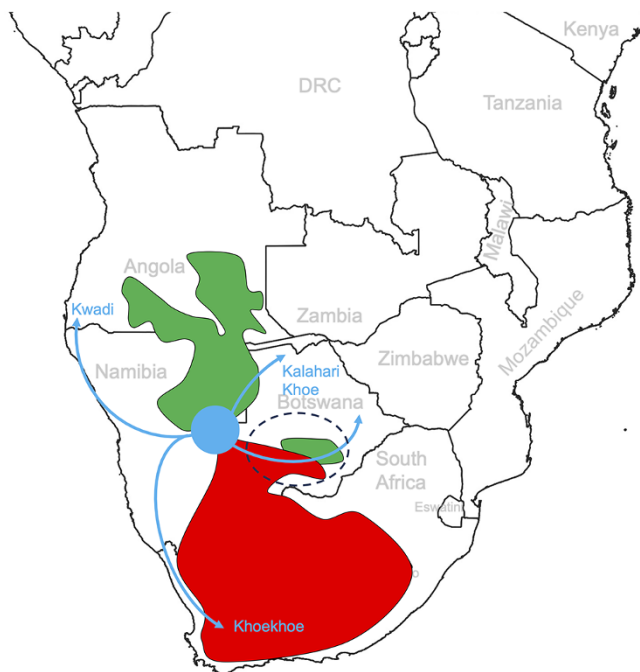 Kenya
DRC
Tanzania
Malawi
Angola
Kwadi
Zambia
Mozambique
Zimbabwe
Namibia
Kalahari
Khoe
Botswana
South
Africa
Eswatini
o
Khoekhoe